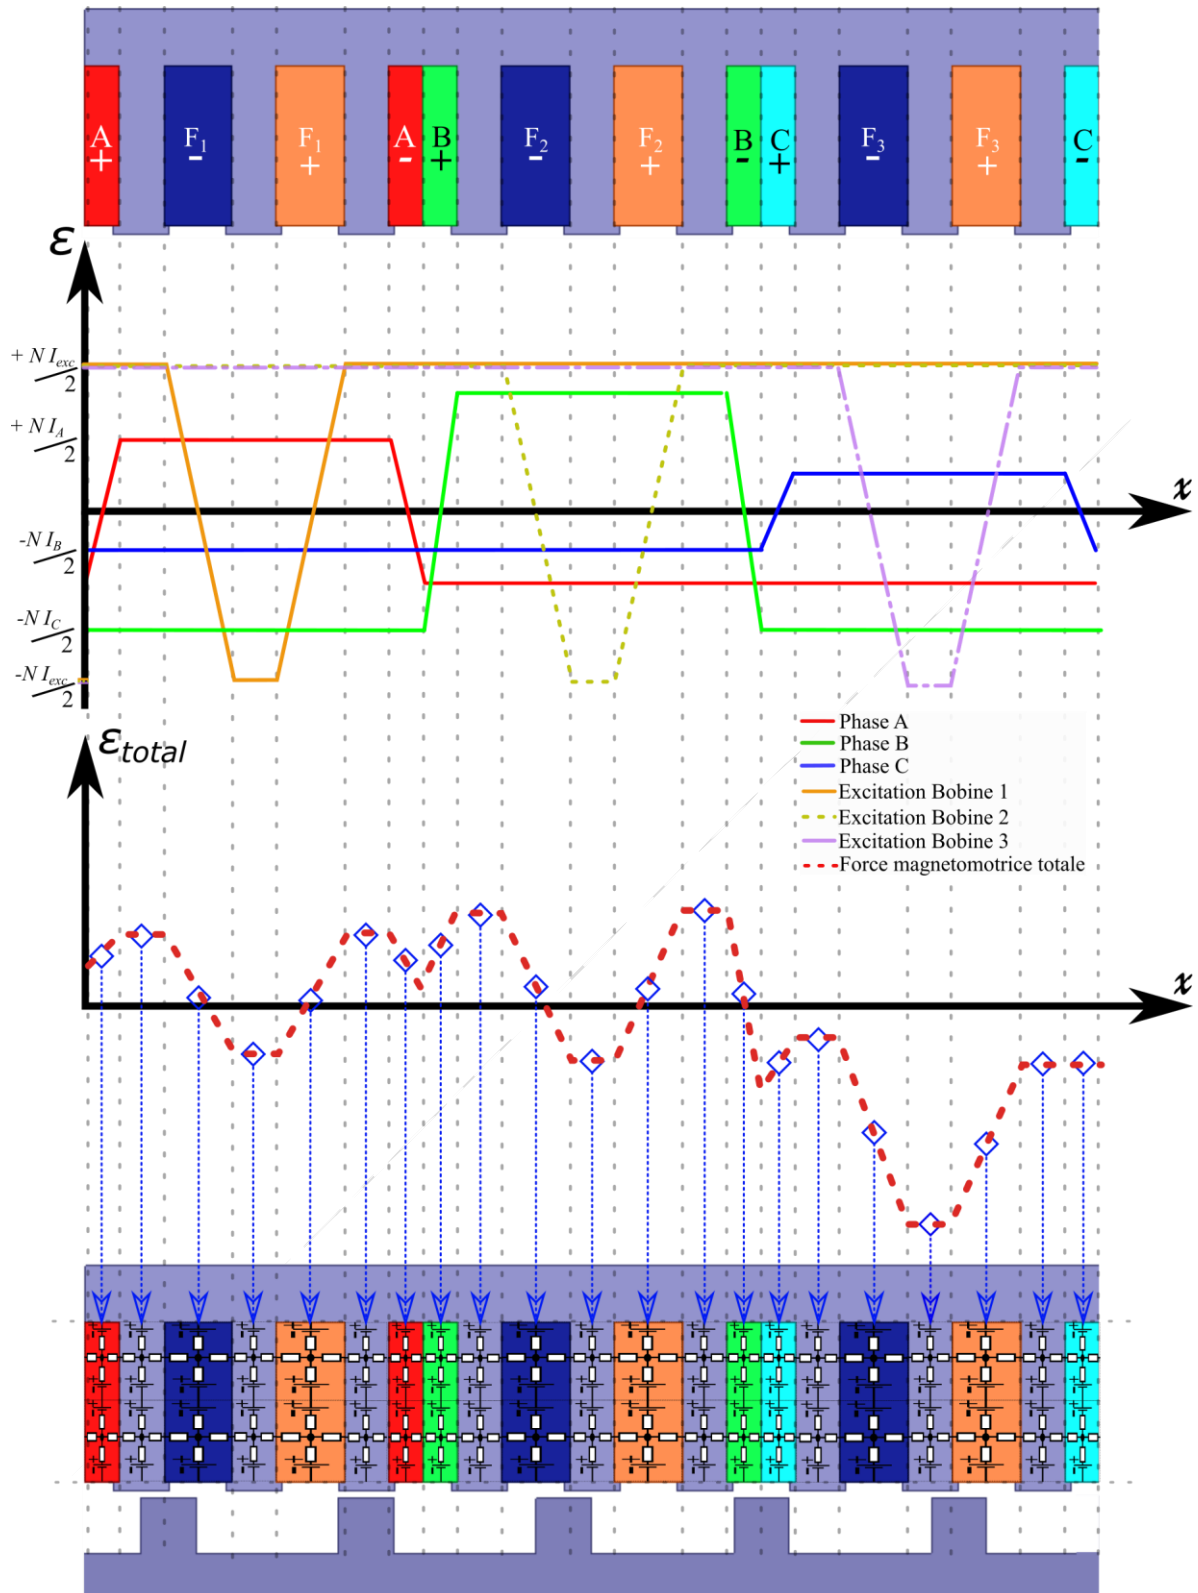 A + F1 - F1 + A - B + F2 - F2 + B - C + F3 - F3 + C -
ε
+ N Iexc / 2
+ N IA / 2
x
-N IB / 2
-N IC / 2
-N Iexc / 2
Phase A
Phase B
Phase C
Excitation Bobine 1
Excitation Bobine 2
Excitation Bobine 3
Force magnetomotrice totale
εtotal
x